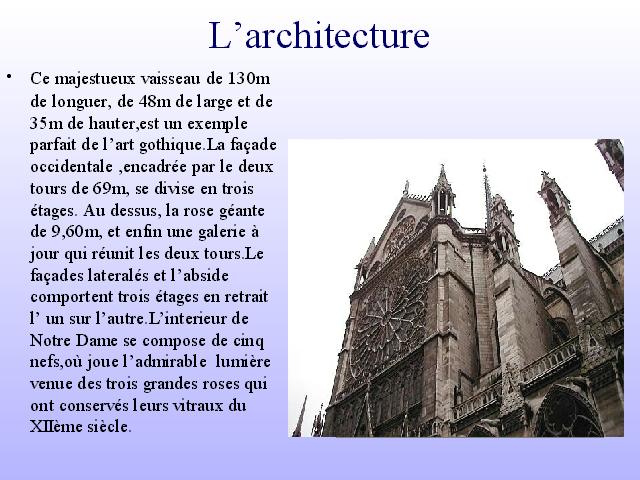 L’architecture
• Ce majestueux vaisseau de 130m
de longuer, de 48m de large et de
35m de hauter,est un exemple
parfait de l’art gothique.La façade
occidentale ,encadrée par le deux
tours de 69m, se divise en trois
étages. Au dessus, la rose géante
de 9,60m, et enfin une galerie à
jour qui réunit les deux tours.Le
façades lateralés et l’abside
comportent trois étages en retrait
l’ un sur l’autre.L’interieur de
Notre Dame se compose de cinq
nefs,où joue l’admirable  lumière
venue des trois grandes roses qui
ont conservés leurs vitraux du
XIIème siècle.